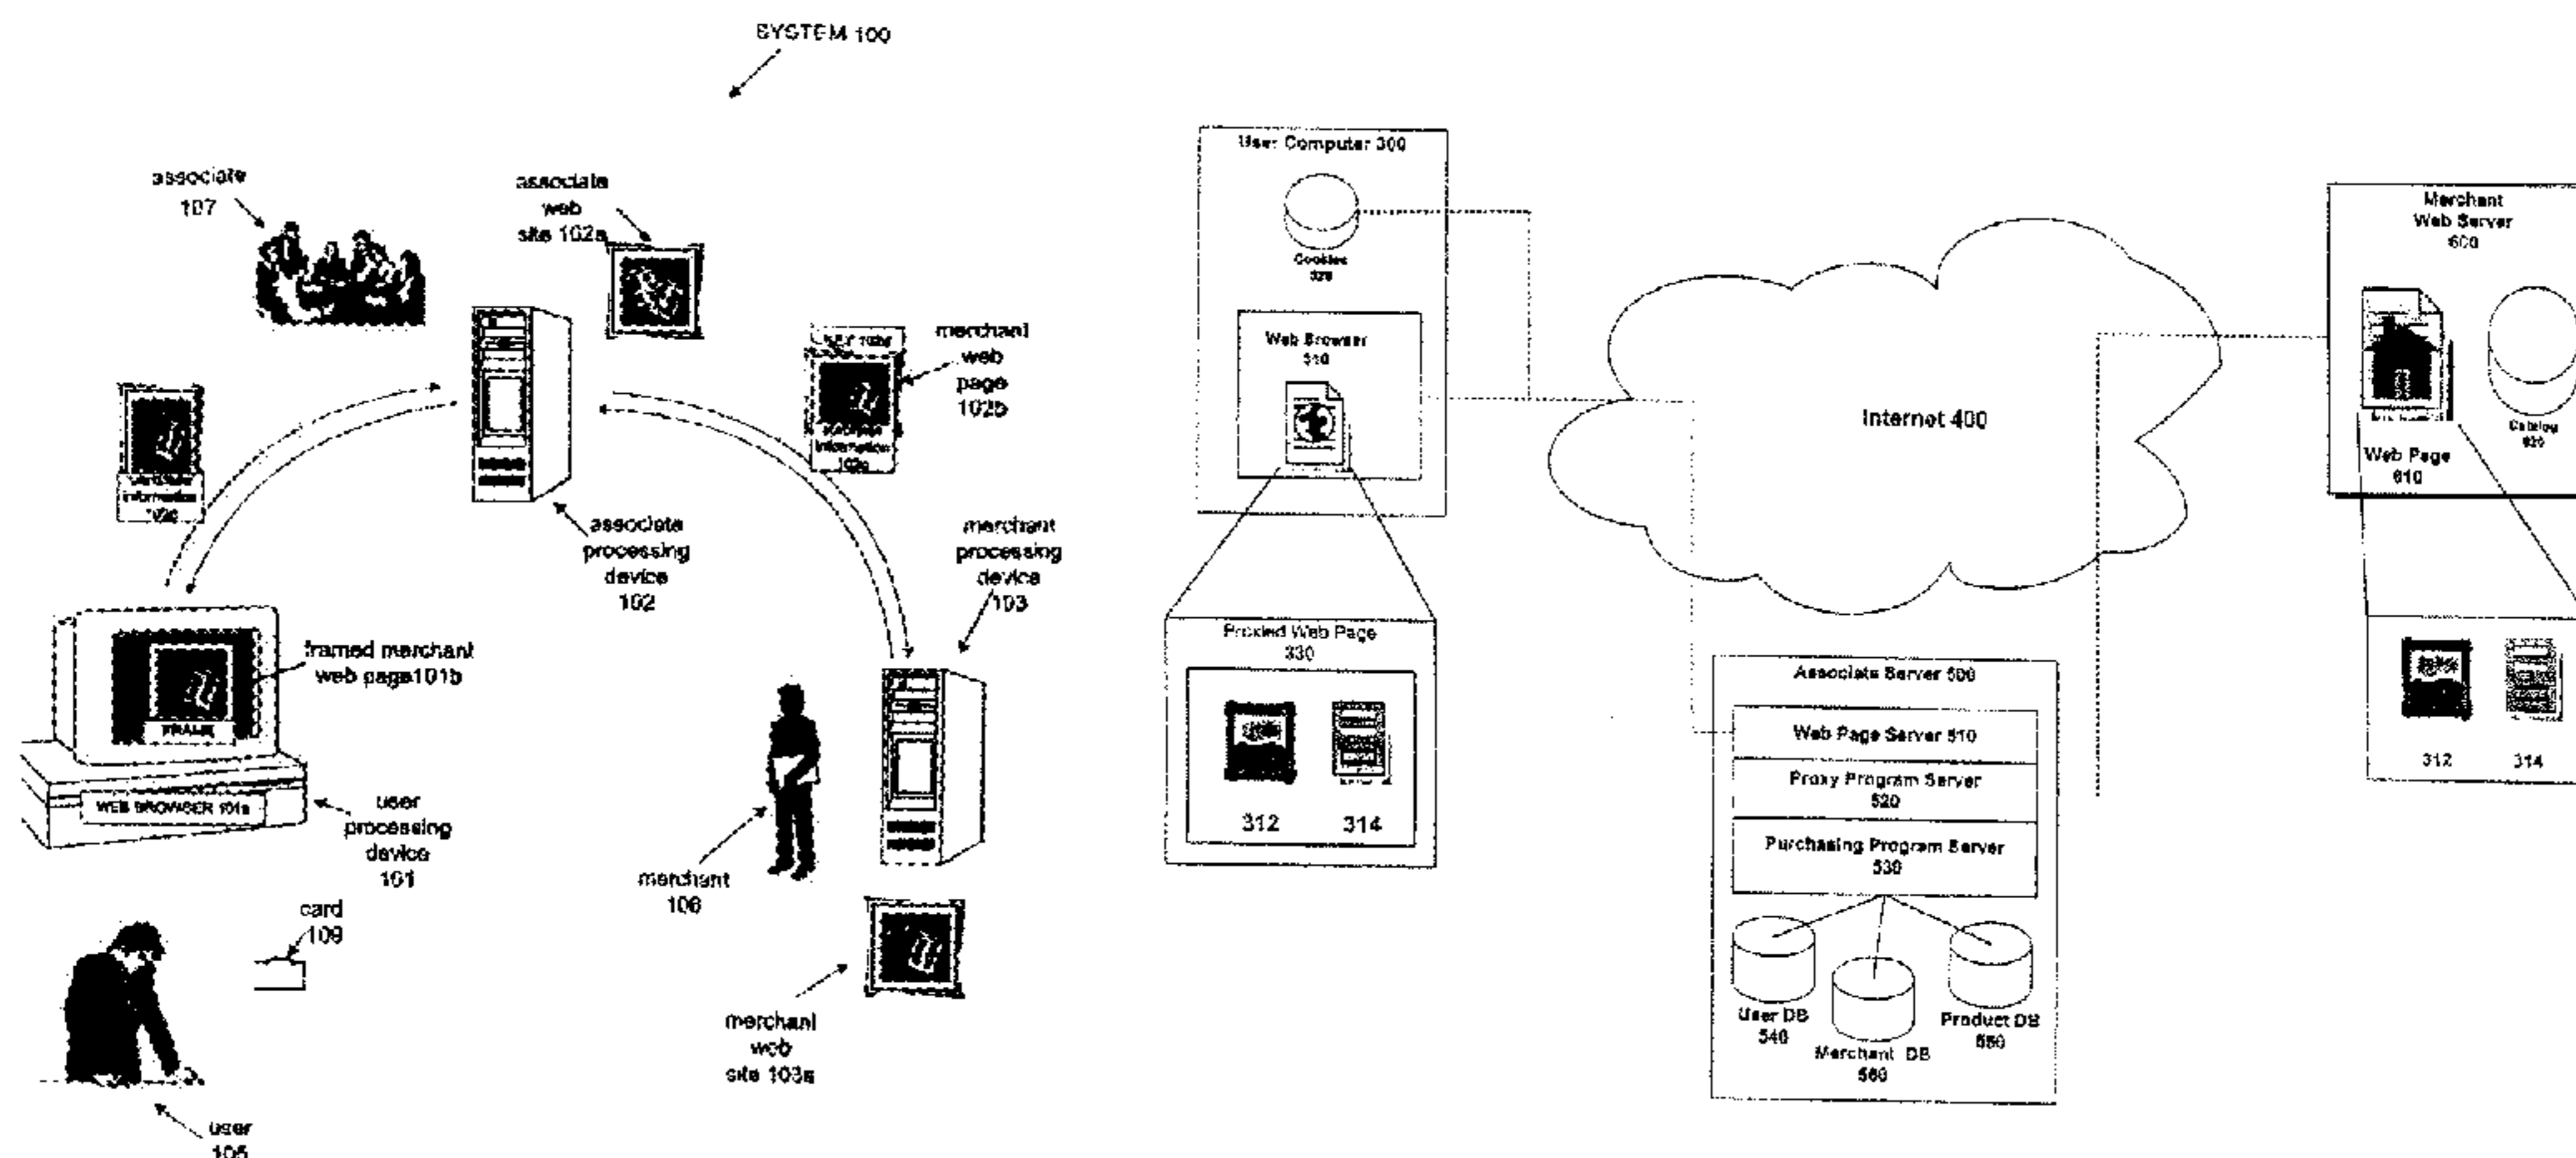 SYSTEM 100
associate
107
associate
web
site 102a
merchant
web
page
102b
information
associate
processing
device
102
merchant
processing
device
103
framed merchant
web page101b
FRAME
WEB BROWSER 101a
user
processing
device
101
card
109
user
105
merchant
106
merchant
web
site 103a
User Computer 300
Cookies
Web Browser
310
Proxied Web Page
330
312
314
Internet 400
Associate Server 500
Web Page Server 510
Proxy Program Server
520
Purchasing Program Server
530
User DB
540
Merchant DB
560
Product DB
550
Merchant
Web Server
600
Web Page
610
Catalog
620
312
314